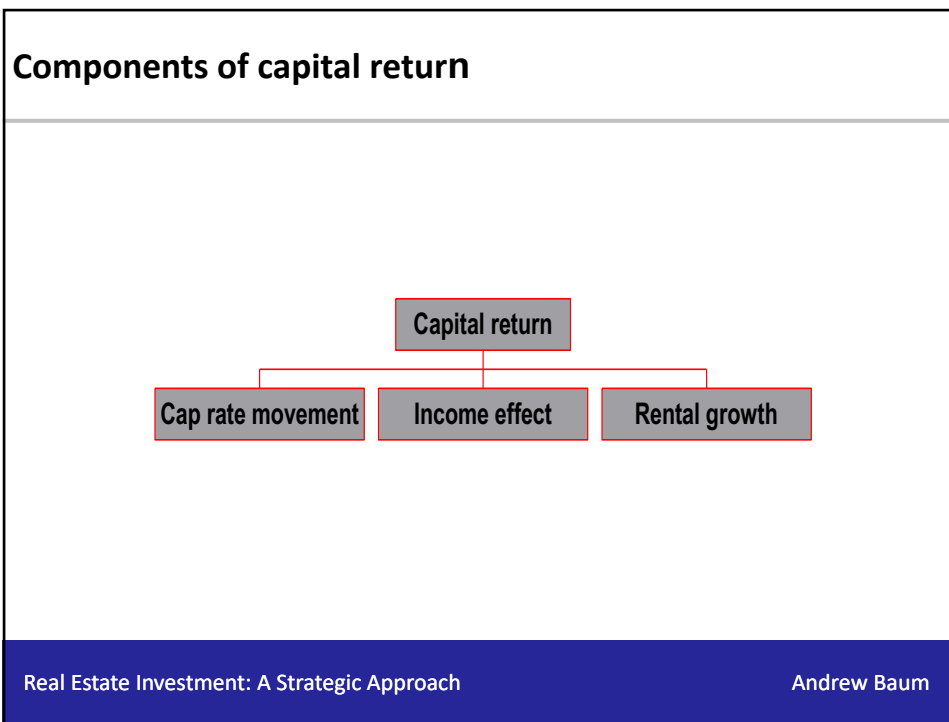 Components of capital return
Capital return
Cap rate movement
Income effect
Rental growth
Real Estate Investment: A Strategic Approach
Andrew Baum